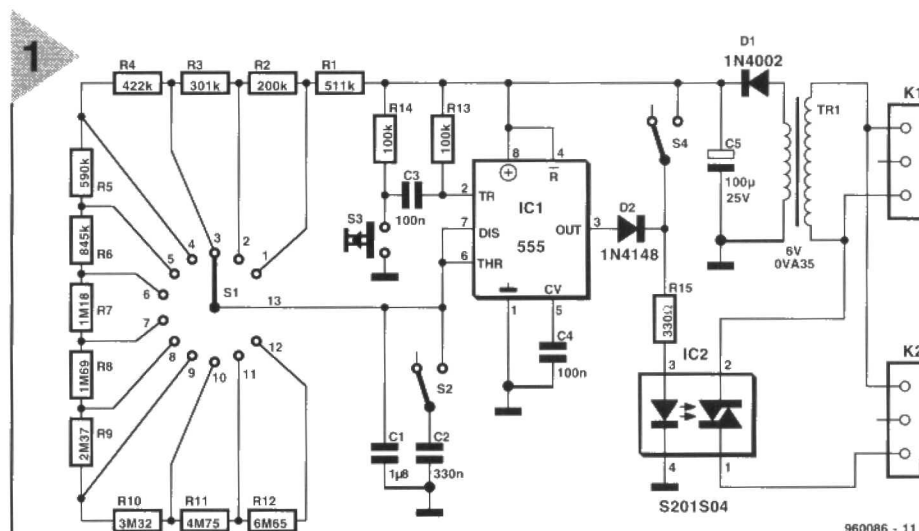 1
R4
R3
R2
R1
422k
301k
200k
511k
D1
1N4002
K1
R14
100k
R13
100k
TR1
S4
C5
100µ
25V
590k
R5
845k
R6
1M18
R7
1M69
R8
2M37
R9
C3
100n
S3
8
4
R
2
TR
IC1
7
DIS
OUT
3
555
6
THR
CV
1
5
D2
1N4148
6V
0VA35
C4
100n
R15
330Ω
IC2
3
2
4
1
S201S04
K2
1
2
3
4
5
6
7
8
9
10
11
12
S1
13
S2
C1
1µ8
C2
330n
R10
R11
R12
3M32
4M75
6M65
960086 - 11